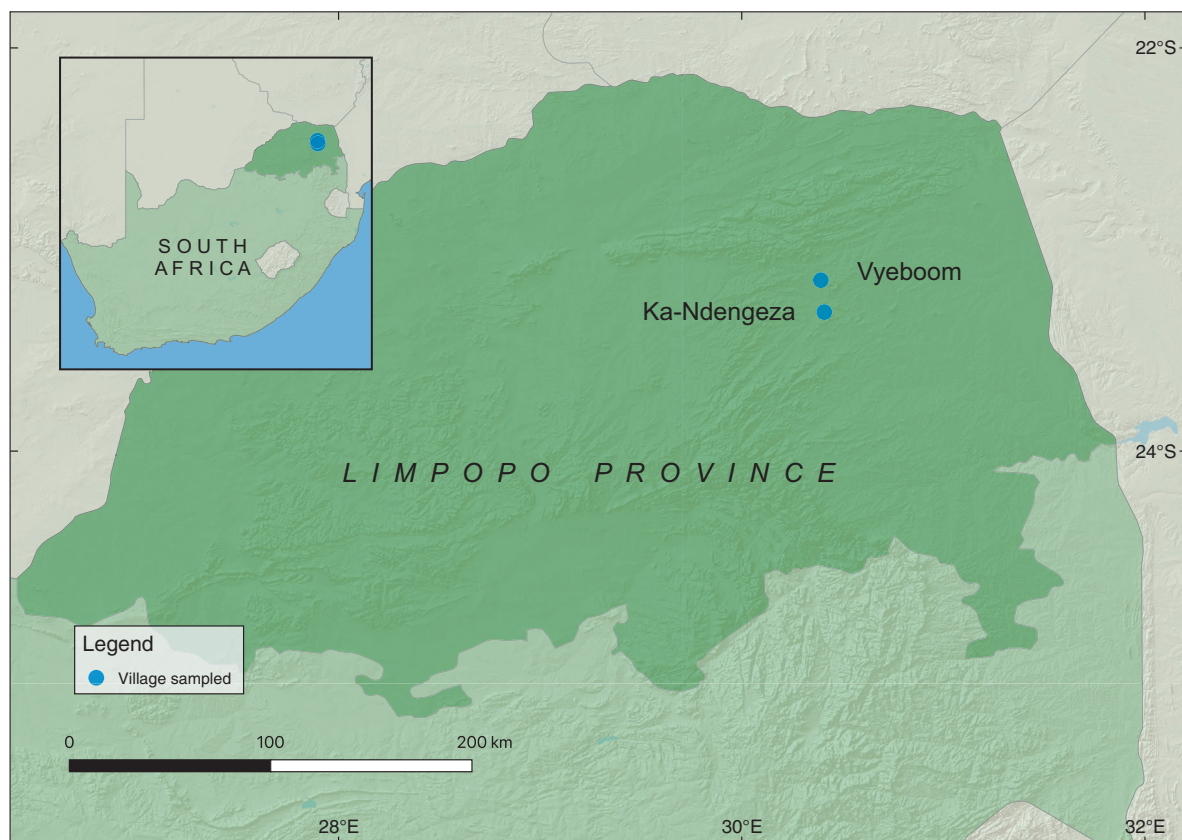 22°S
SOUTH
AFRICA
Vyeboom
Ka-Ndengeza
24°S
LIMPOPO PROVINCE
Legend
Village sampled
0 100 200 km
28°E 30°E 32°E